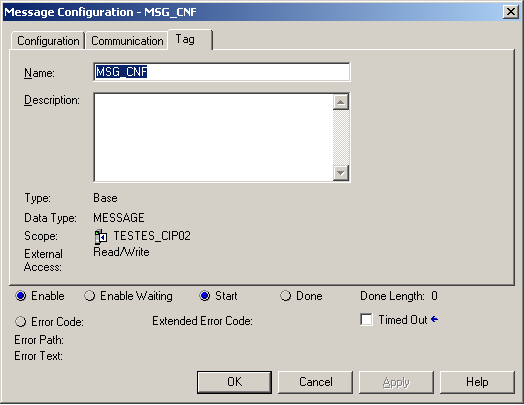 Message Configuration - MSG_CNF
Configuration Communication Tag
Name: MSG_CNF
Description:
Type: Base
Data Type: MESSAGE
Scope: TESTES_CIP02
External Access: Read/Write
Enable Enable Waiting Start Done Done Length: 0
Error Code: Extended Error Code: Timed Out
Error Path:
Error Text:
OK Cancel Apply Help